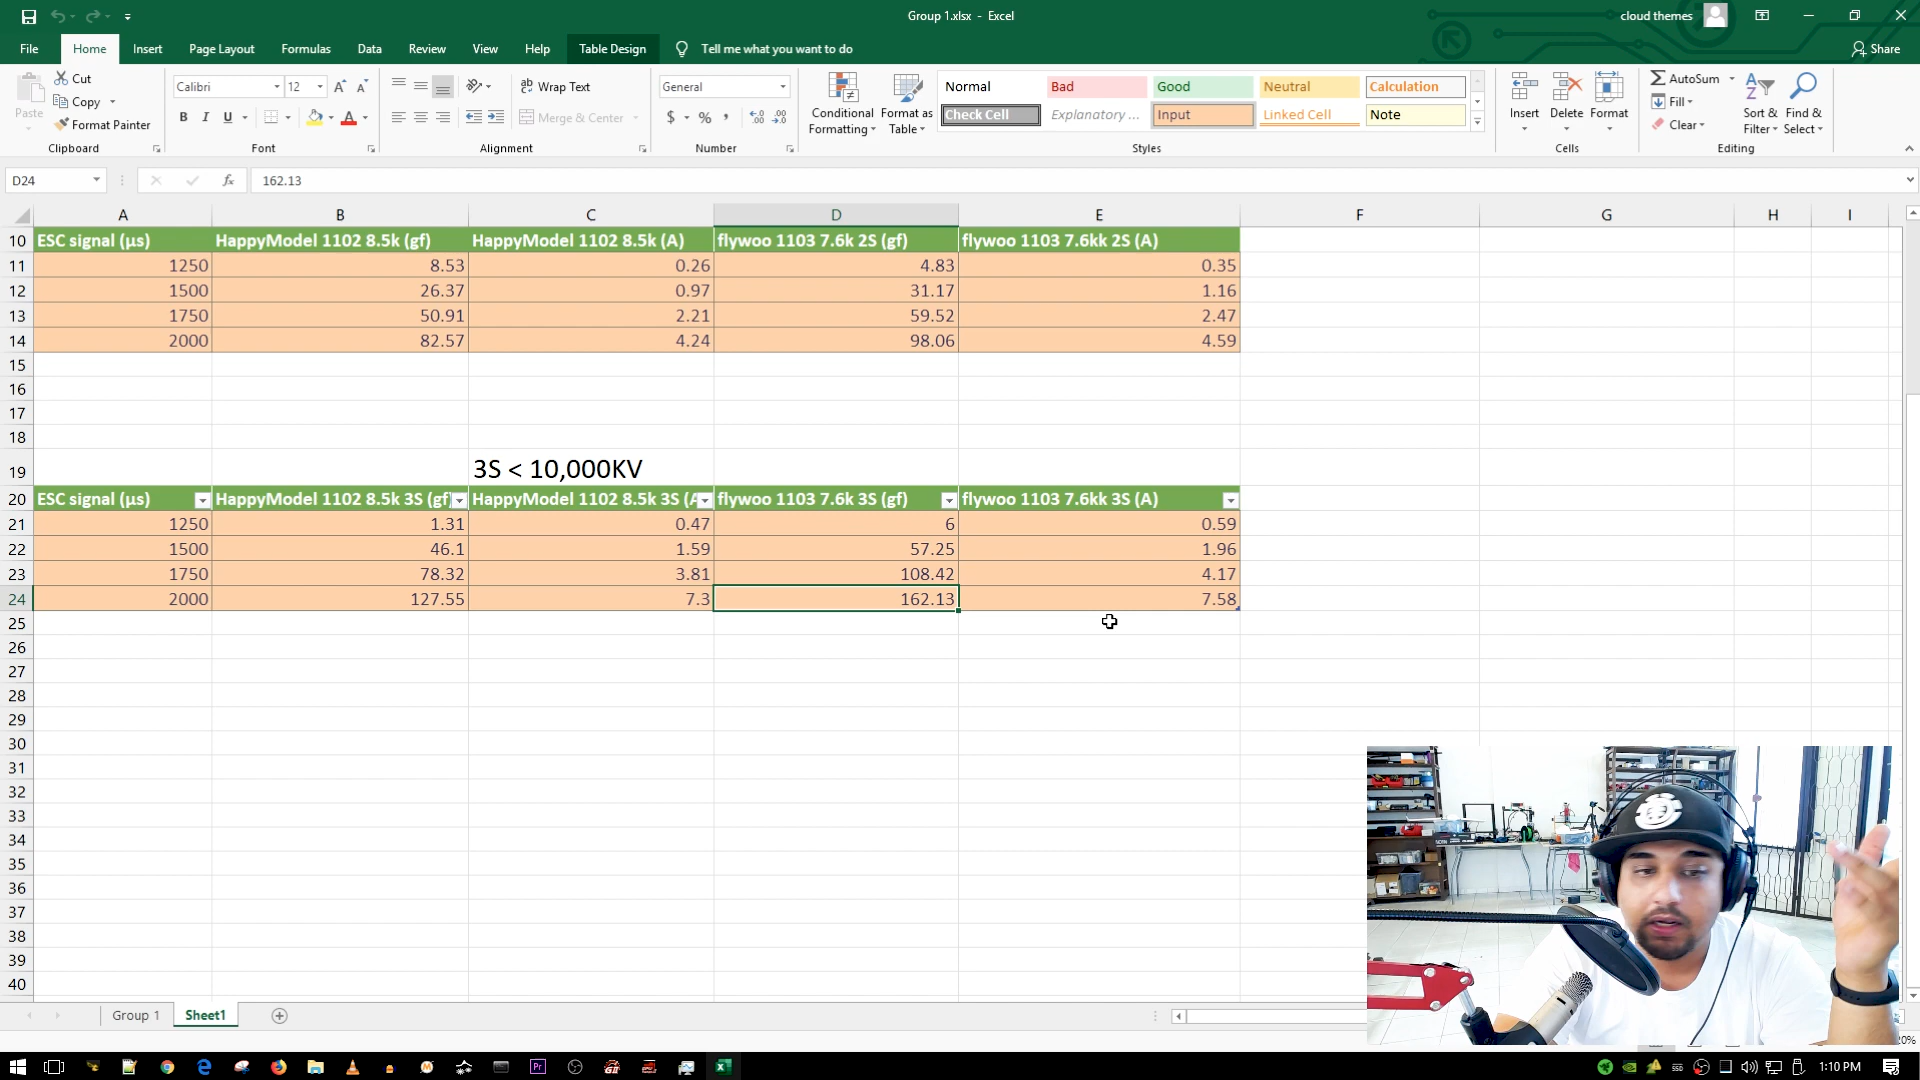 Group 1.xlsx - Excel
cloud themes
File Home Insert Page Layout Formulas Data Review View Help Table Design Tell me what you want to do Share
Paste
Cut
Copy
Format Painter
Clipboard
Calibri 12
B I U
Font
Wrap Text
Merge & Center
Alignment
General
$ % ,
Number
Conditional Formatting
Format as Table
Normal Bad Good Neutral Calculation
Check Cell Explanatory ... Input Linked Cell Note
Styles
Insert Delete Format
Cells
AutoSum
Fill
Clear
Sort & Filter
Find & Select
Editing
D24 fx 162.13
A B C D E F G H I
10 ESC signal (µs) HappyModel 1102 8.5k (gf) HappyModel 1102 8.5k (A) flywoo 1103 7.6k 2S (gf) flywoo 1103 7.6kk 2S (A)
11 1250 8.53 0.26 4.83 0.35
12 1500 26.37 0.97 31.17 1.16
13 1750 50.91 2.21 59.52 2.47
14 2000 82.57 4.24 98.06 4.59
15
16
17
18
19 3S < 10,000KV
20 ESC signal (µs) HappyModel 1102 8.5k 3S (gf) HappyModel 1102 8.5k 3S (A flywoo 1103 7.6k 3S (gf) flywoo 1103 7.6kk 3S (A)
21 1250 1.31 0.47 6 0.59
22 1500 46.1 1.59 57.25 1.96
23 1750 78.32 3.81 108.42 4.17
24 2000 127.55 7.3 162.13 7.58
25
26
27
28
29
30
31
32
33
34
35
36
37
38
39
40
Group 1 Sheet1
1:10 PM